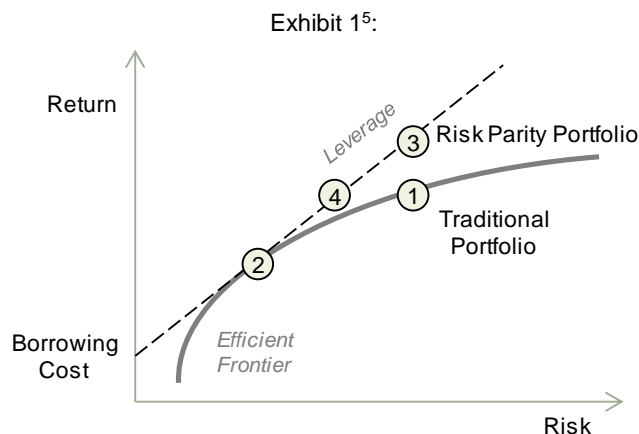 Exhibit 1⁵:
Return
Leverage
3
Risk Parity Portfolio
4
1
Traditional
Portfolio
2
Borrowing
Cost
Efficient
Frontier
Risk